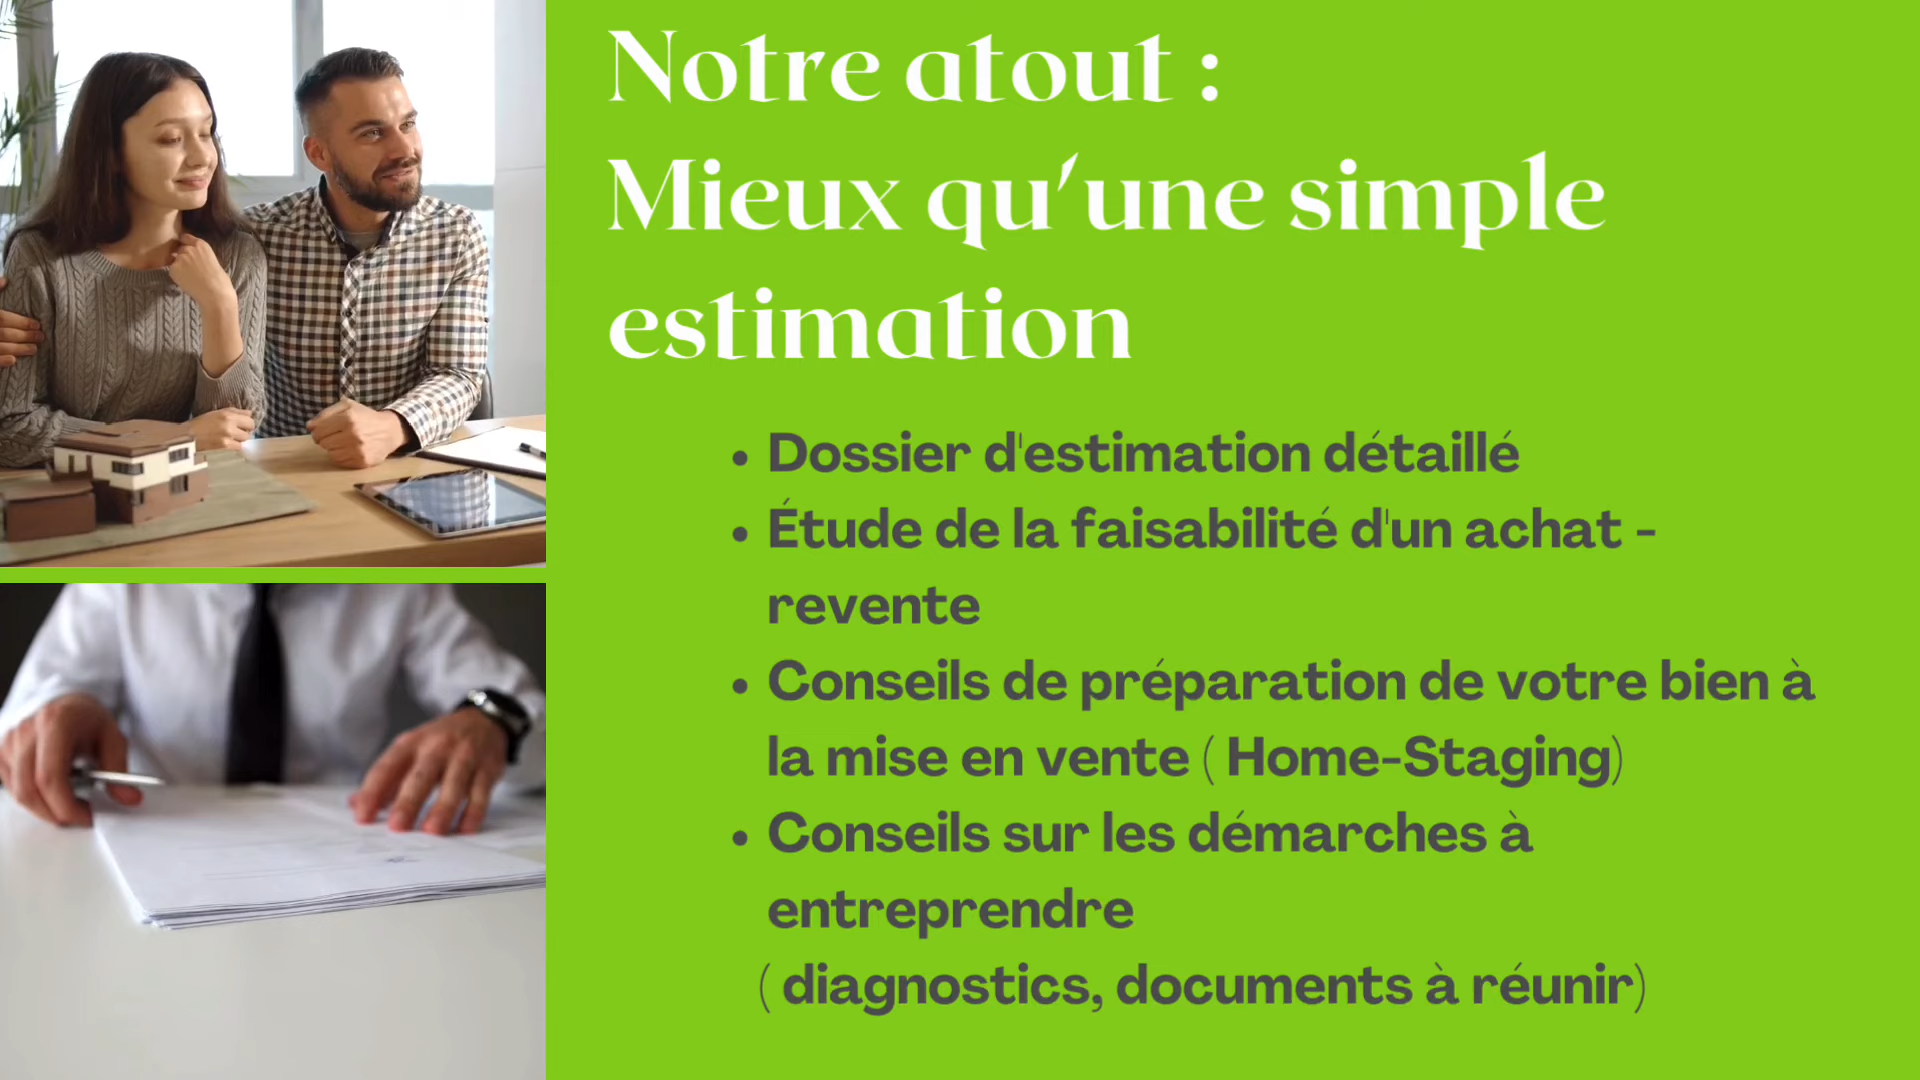 Notre atout :
Mieux qu'une simple
estimation
• Dossier d'estimation détaillé
• Étude de la faisabilité d'un achat -
revente
• Conseils de préparation de votre bien à
la mise en vente ( Home-Staging)
• Conseils sur les démarches à
entreprendre
( diagnostics, documents à réunir)